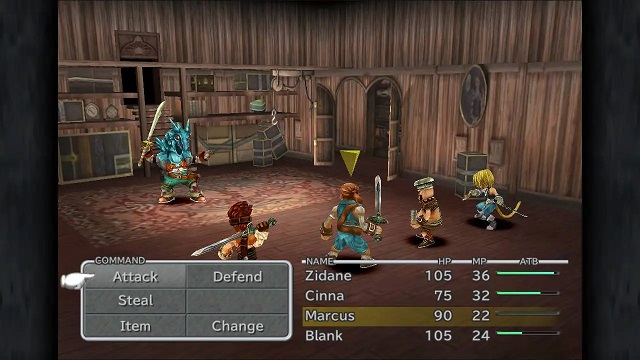 COMMAND
Attack Defend
Steal
Item Change
NAME HP MP ATB
Zidane 105 36
Cinna 75 32
Marcus 90 22
Blank 105 24